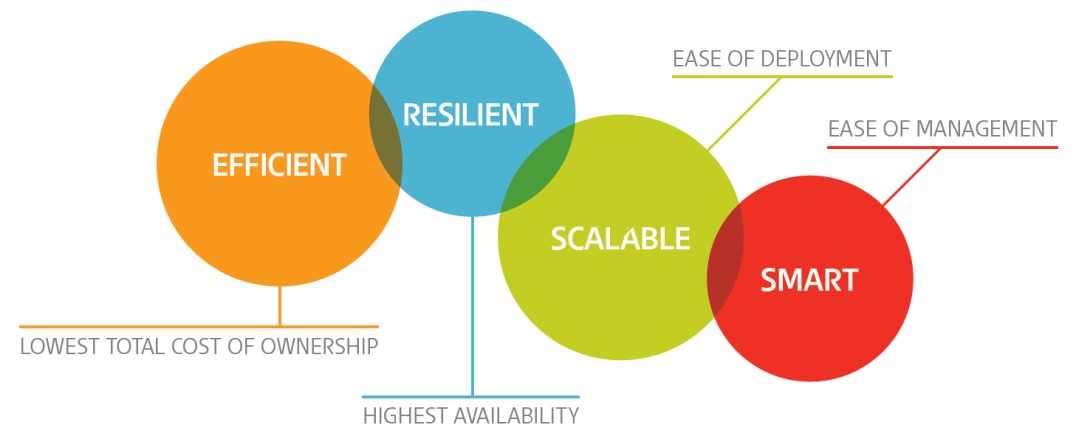 EFFICIENT
LOWEST TOTAL COST OF OWNERSHIP
RESILIENT
HIGHEST AVAILABILITY
SCALABLE
EASE OF DEPLOYMENT
SMART
EASE OF MANAGEMENT